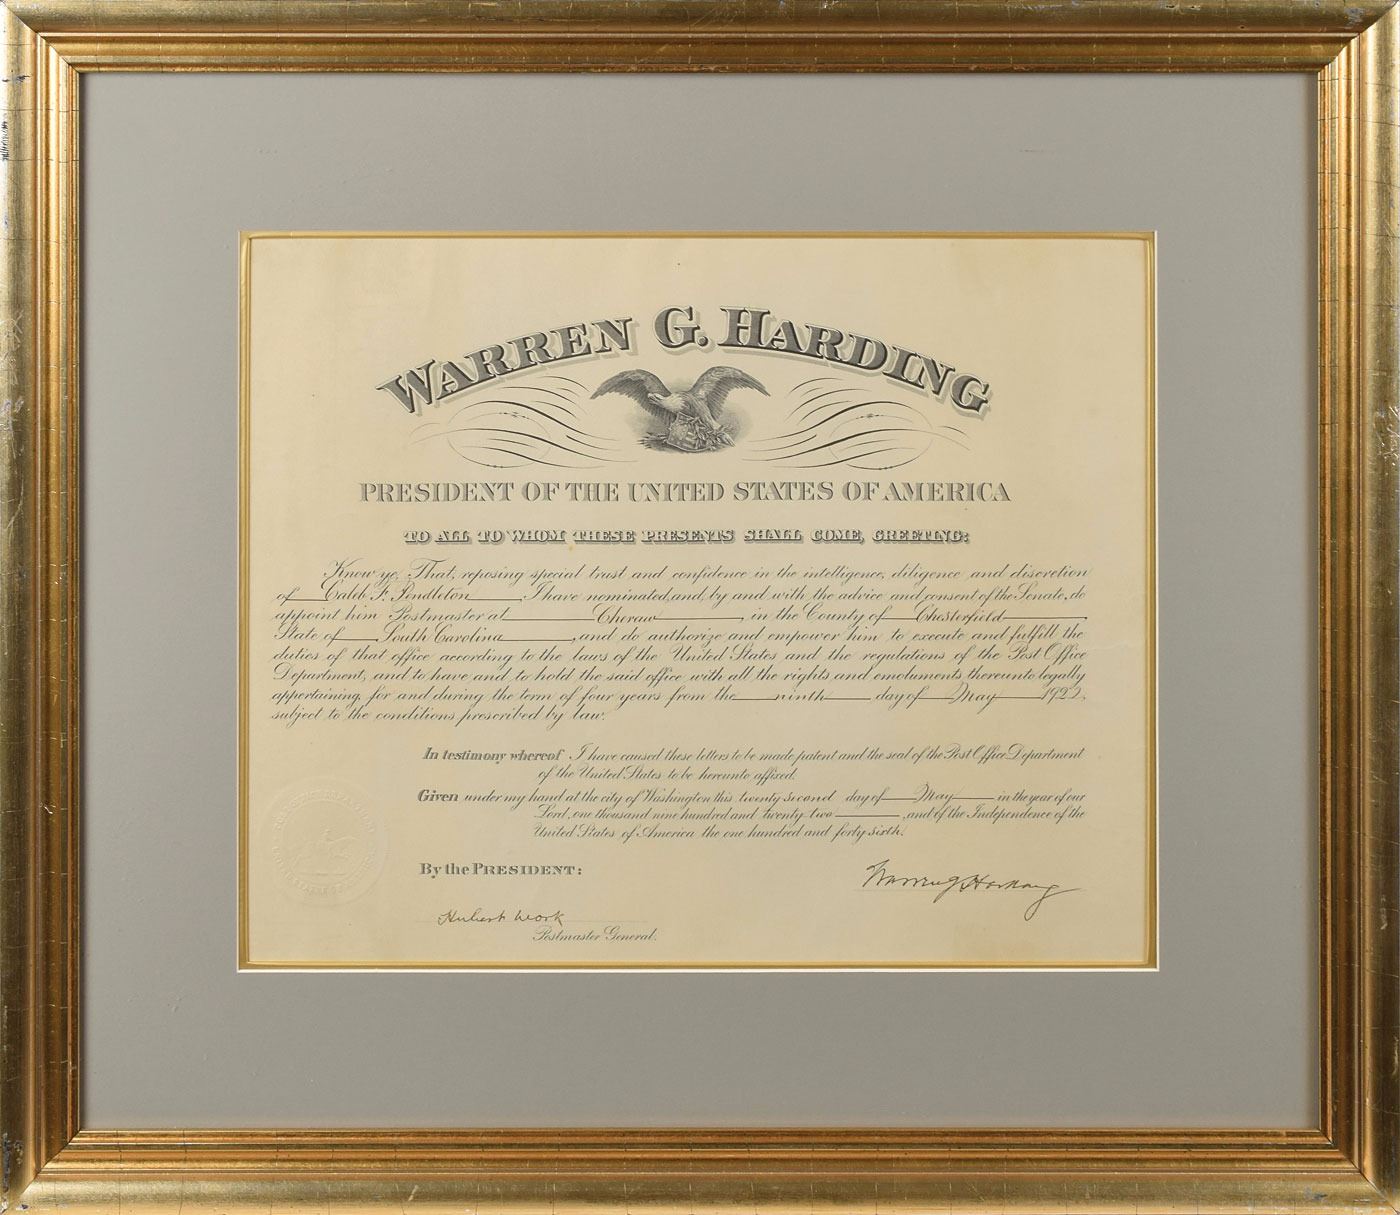 WARREN G. HARDING
PRESIDENT OF THE UNITED STATES OF AMERICA
TO ALL TO WHOM THESE PRESENTS SHALL COME, GREETING:
Know ye, That, reposing special trust and confidence in the intelligence, diligence and discretion
of Caleb F. Pendleton, I have nominated, and, by and with the advice and consent of the Senate, do
appoint him Postmaster at Cheraw, in the County of Chesterfield
State of South Carolina, and do authorize and empower him to execute and fulfill the
duties of that office according to the laws of the United States and the regulations of the Post Office
Department, and to have and to hold the said office with all the rights and emoluments thereunto legally
appertaining, for and during the term of four years from the ninth day of May 1922,
subject to the conditions prescribed by law.
In testimony whereof I have caused these letters to be made patent and the seal of the Post Office Department
of the United States to be hereunto affixed.
Given under my hand at the city of Washington this twenty second day of May in the year of our
Lord, one thousand nine hundred and twenty-two, and of the Independence of the
United States of America the one hundred and forty sixth.
By the PRESIDENT:
Warren G Harding
Hubert Work
Postmaster General.